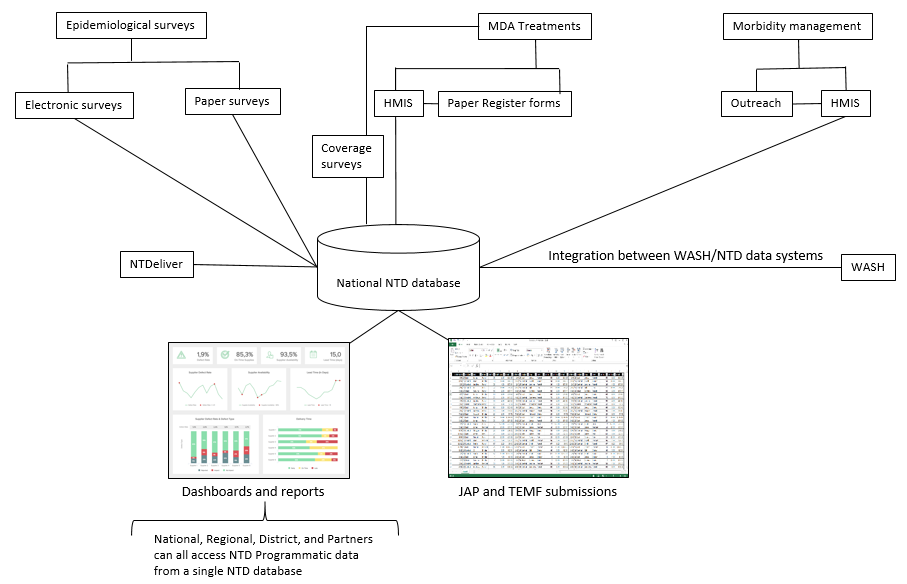 Epidemiological surveys
MDA Treatments
Morbidity management
Electronic surveys
Paper surveys
HMIS
Paper Register forms
Outreach
HMIS
Coverage
surveys
NTDeliver
National NTD database
Integration between WASH/NTD data systems
WASH
1,9%
85,3%
93,5%
15,0
Dashboards and reports
JAP and TEMF submissions
National, Regional, District, and Partners
can all access NTD Programmatic data
from a single NTD database